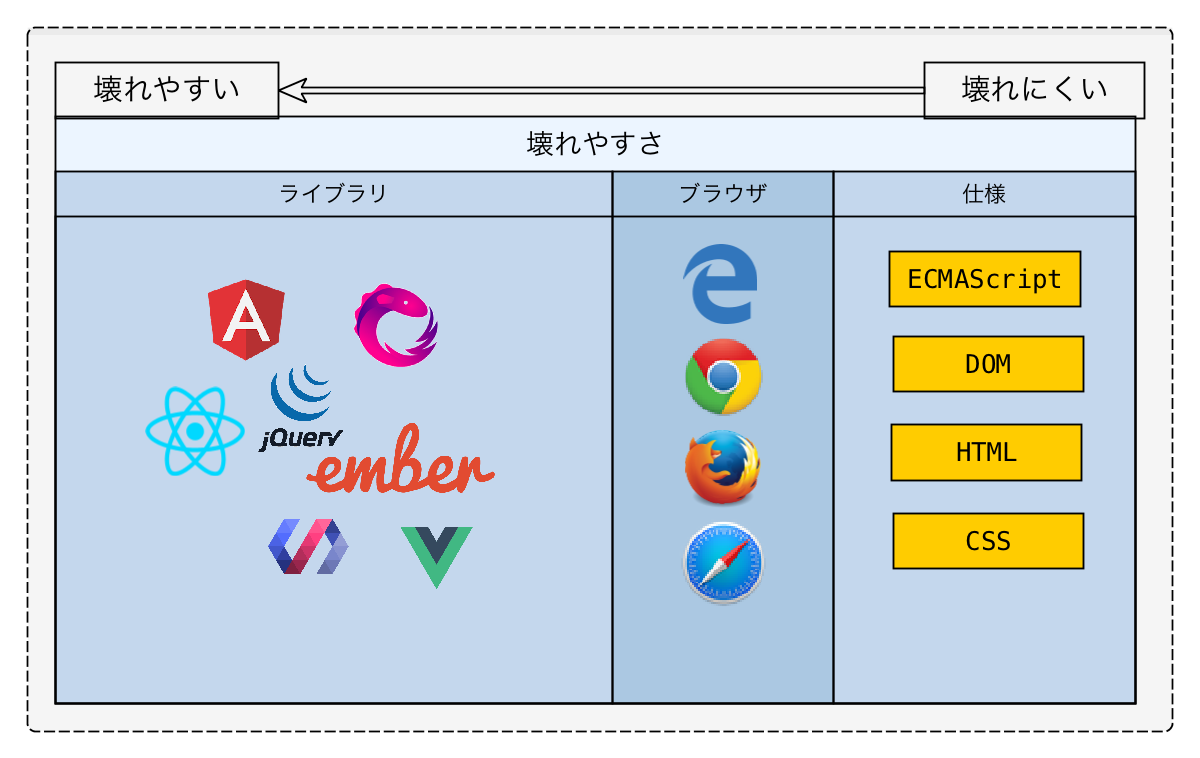 壊れやすい
壊れにくい
壊れやすさ
ライブラリ
ブラウザ
仕様
ECMAScript
DOM
jQuery
ember
HTML
CSS